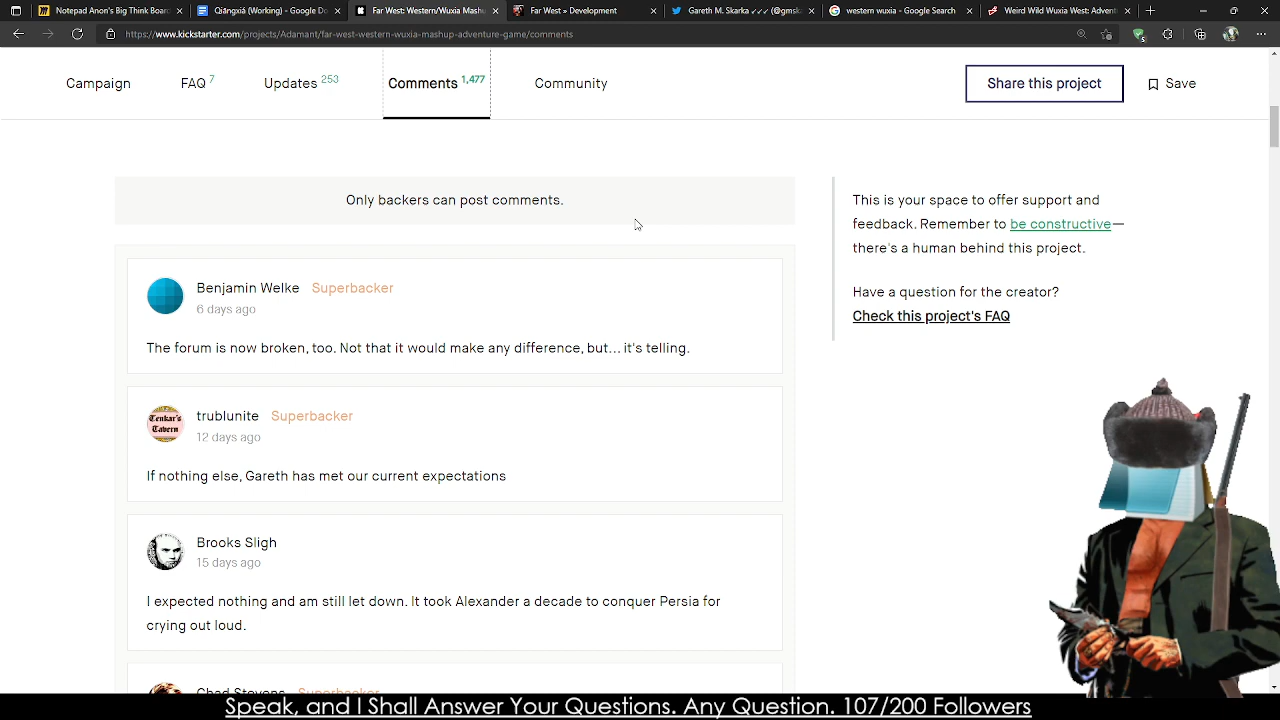 Notepad Anon's Big Think Board
Qiāngxiá (Working) - Google Do
Far West: Western/Wuxia Mash
Far West » Development
Gareth M. Skarka ✓✓✓ (@gmsk
western wuxia - Google Search
Weird Wild Wuxia West: Advent
https://www.kickstarter.com/projects/Adamant/far-west-western-wuxia-mashup-adventure-game/comments
Campaign FAQ 7 Updates 253 Comments 1,477 Community Share this project Save
Only backers can post comments.
This is your space to offer support and
feedback. Remember to be constructive—
there's a human behind this project.
Have a question for the creator?
Check this project's FAQ
Benjamin Welke Superbacker
6 days ago
The forum is now broken, too. Not that it would make any difference, but... it's telling.
Tenkar's
Tavern
trublunite Superbacker
12 days ago
If nothing else, Gareth has met our current expectations
Brooks Sligh
15 days ago
I expected nothing and am still let down. It took Alexander a decade to conquer Persia for
crying out loud.
Chad Stevens Superbacker
Speak, and I Shall Answer Your Questions. Any Question. 107/200 Followers